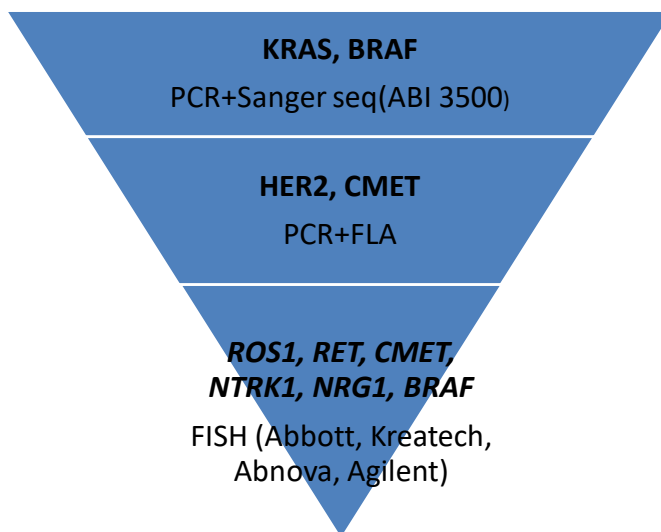 KRAS, BRAF
PCR+Sanger seq(ABI 3500)
HER2, CMET
PCR+FLA
ROS1, RET, CMET,
NTRK1, NRG1, BRAF
FISH (Abbott, Kreatech,
Abnova, Agilent)